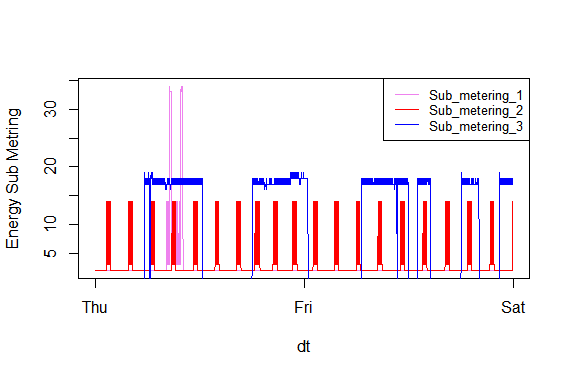 Energy Sub Metring
30
20
10
5
Sub_metering_1
Sub_metering_2
Sub_metering_3
Thu
Fri
Sat
dt